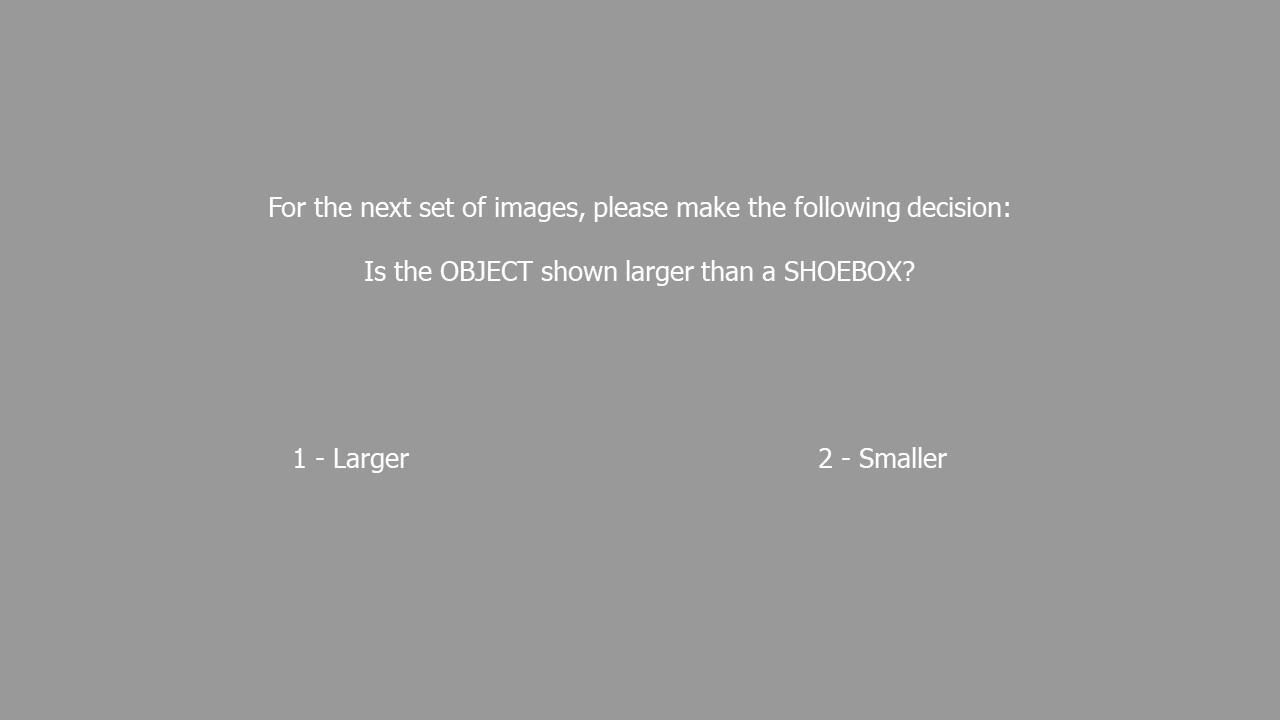 For the next set of images, please make the following decision:
Is the OBJECT shown larger than a SHOEBOX?
1 - Larger
2 - Smaller